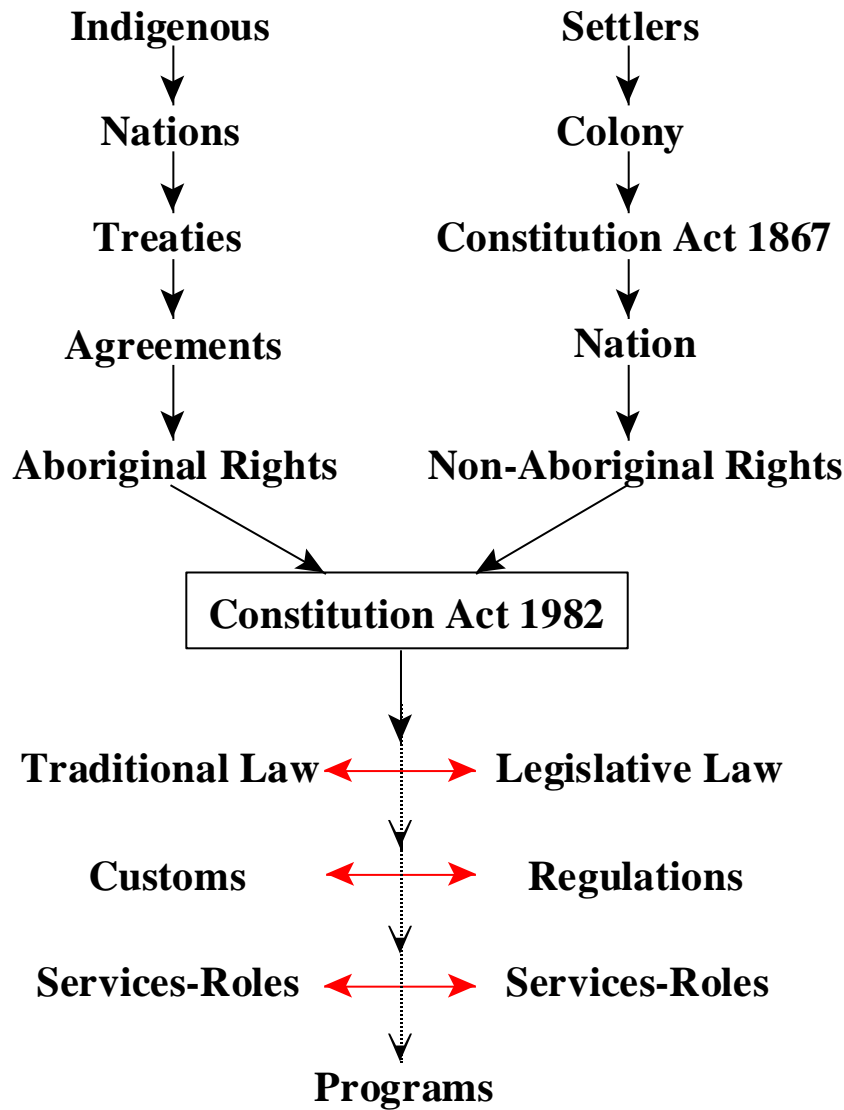 Indigenous Settlers
Nations Colony
Treaties Constitution Act 1867
Agreements Nation
Aboriginal Rights Non-Aboriginal Rights
Constitution Act 1982
Traditional Law Legislative Law
Customs Regulations
Services-Roles Services-Roles
Programs